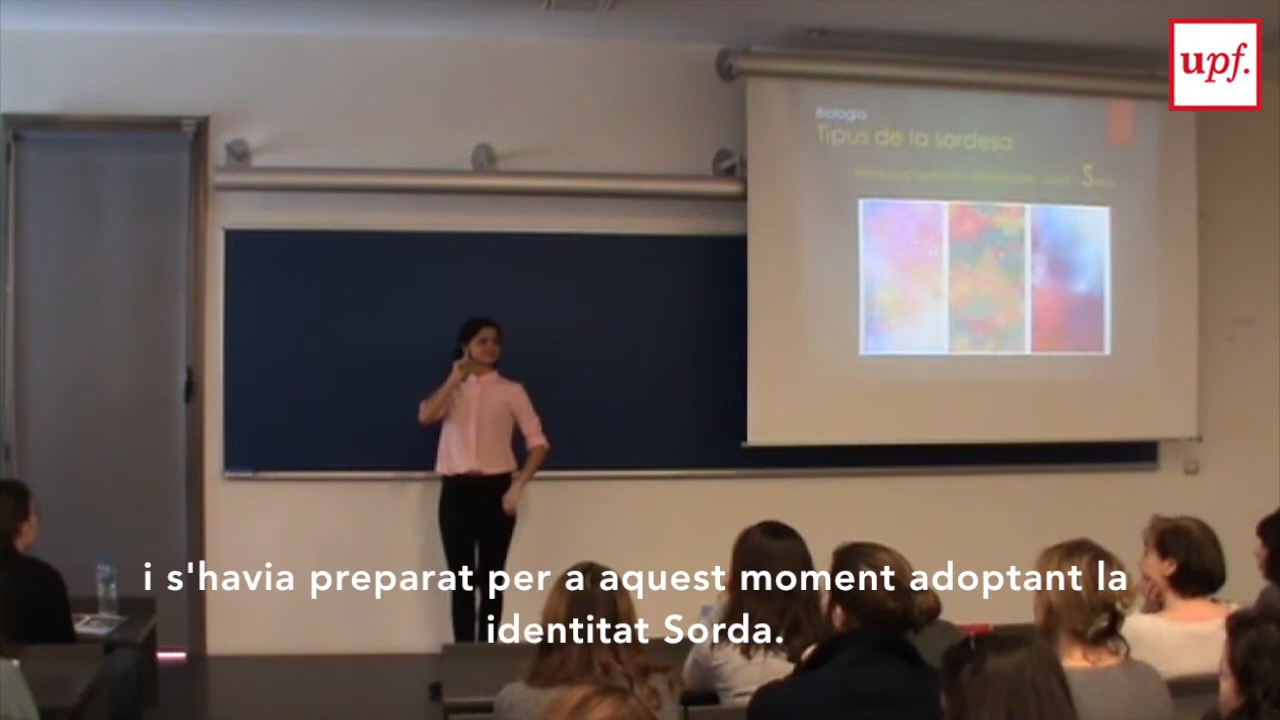 upf.
Biologia
Tipus de la sordesa
S
i s'havia preparat per a aquest moment adoptant la
identitat Sorda.